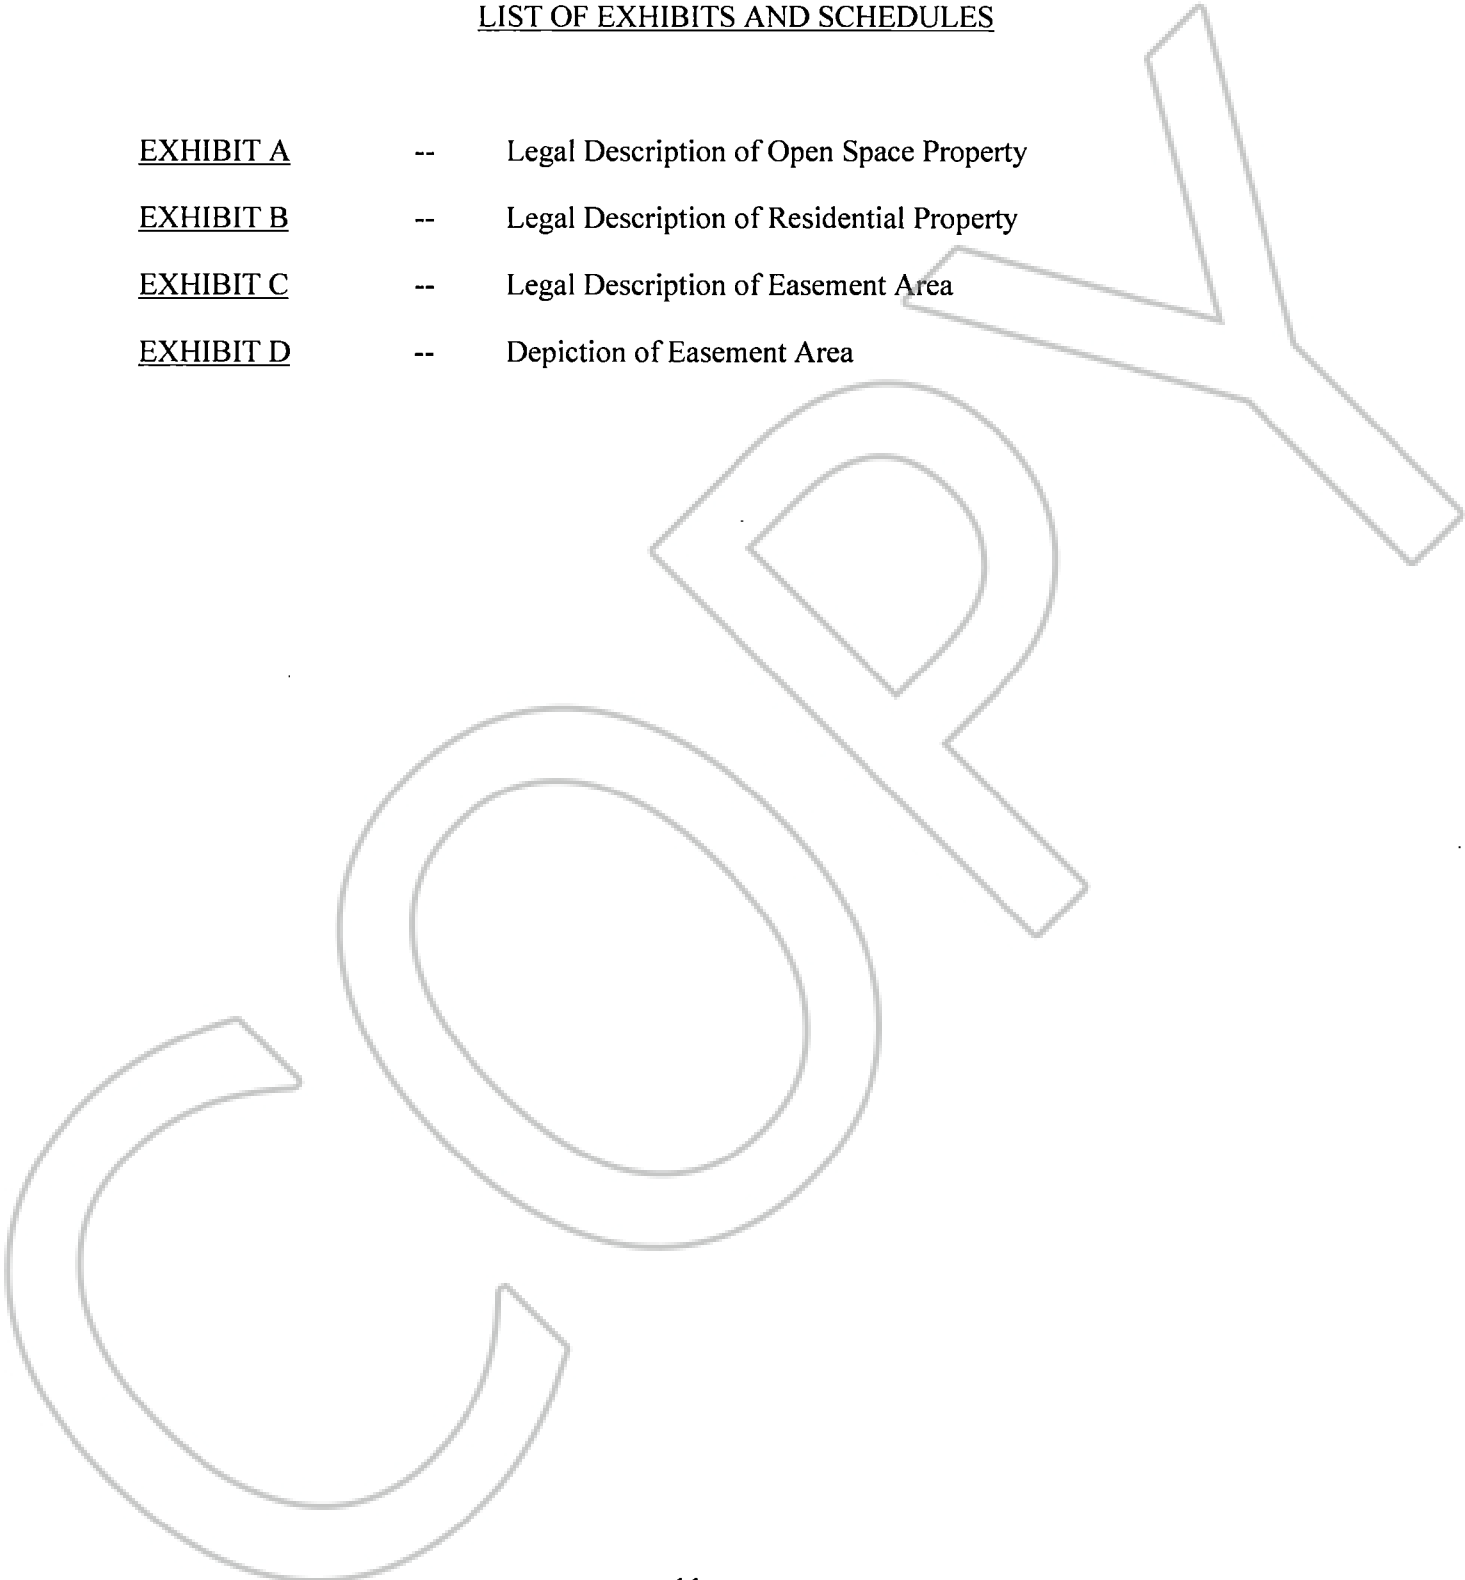 LIST OF EXHIBITS AND SCHEDULES
EXHIBIT A -- Legal Description of Open Space Property
EXHIBIT B -- Legal Description of Residential Property
EXHIBIT C -- Legal Description of Easement Area
EXHIBIT D -- Depiction of Easement Area
COPY